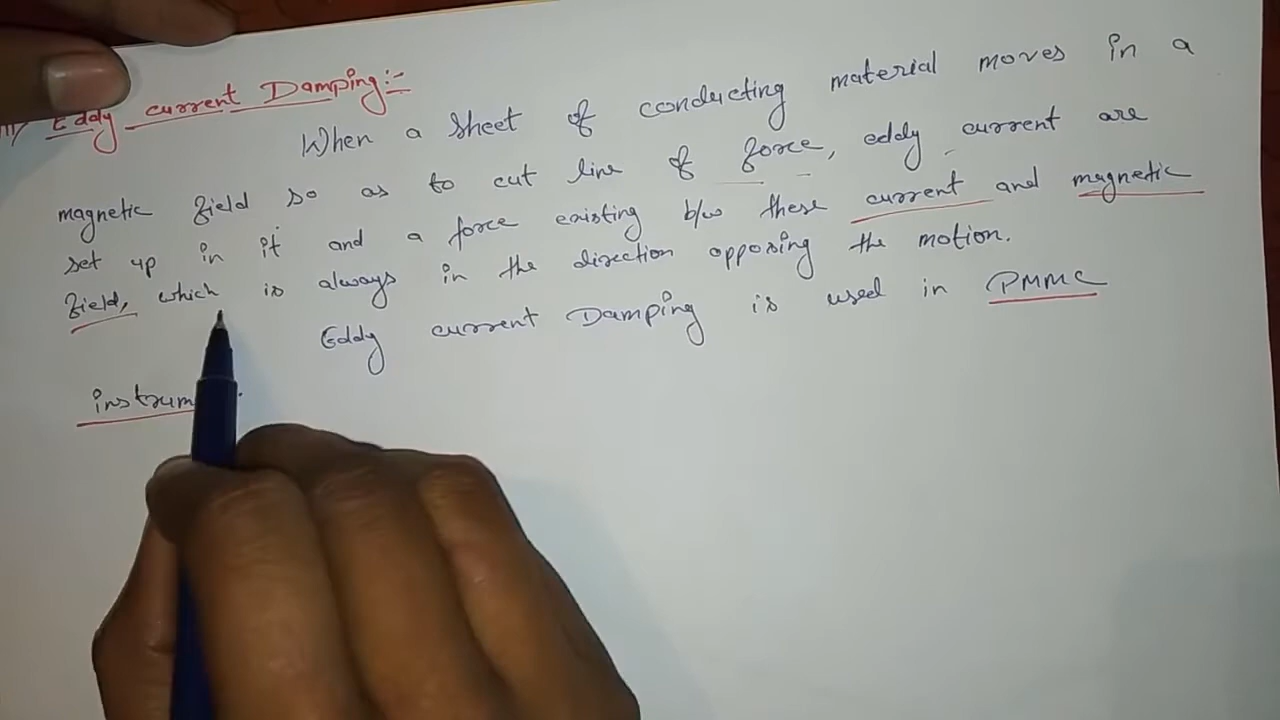 Eddy current Damping:-
When a sheet of conducting material moves in a
magnetic field so as to cut line of force, eddy current are
set up in it and a force existing b/w these current and magnetic
field, which is always in the direction opposing the motion.
Eddy current Damping is used in PMMC